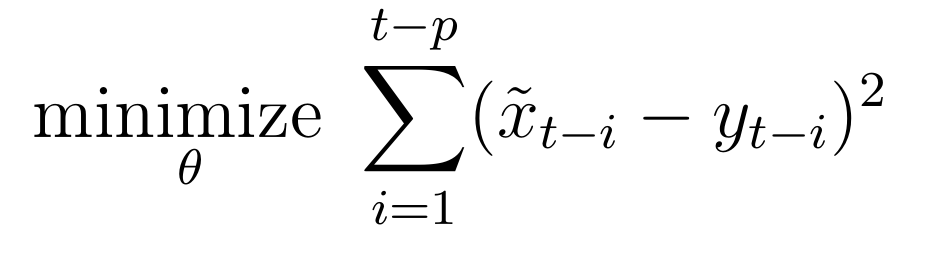 minimize_θ ∑_{i=1}^{t−p} (x̃_{t−i} − y_{t−i})²